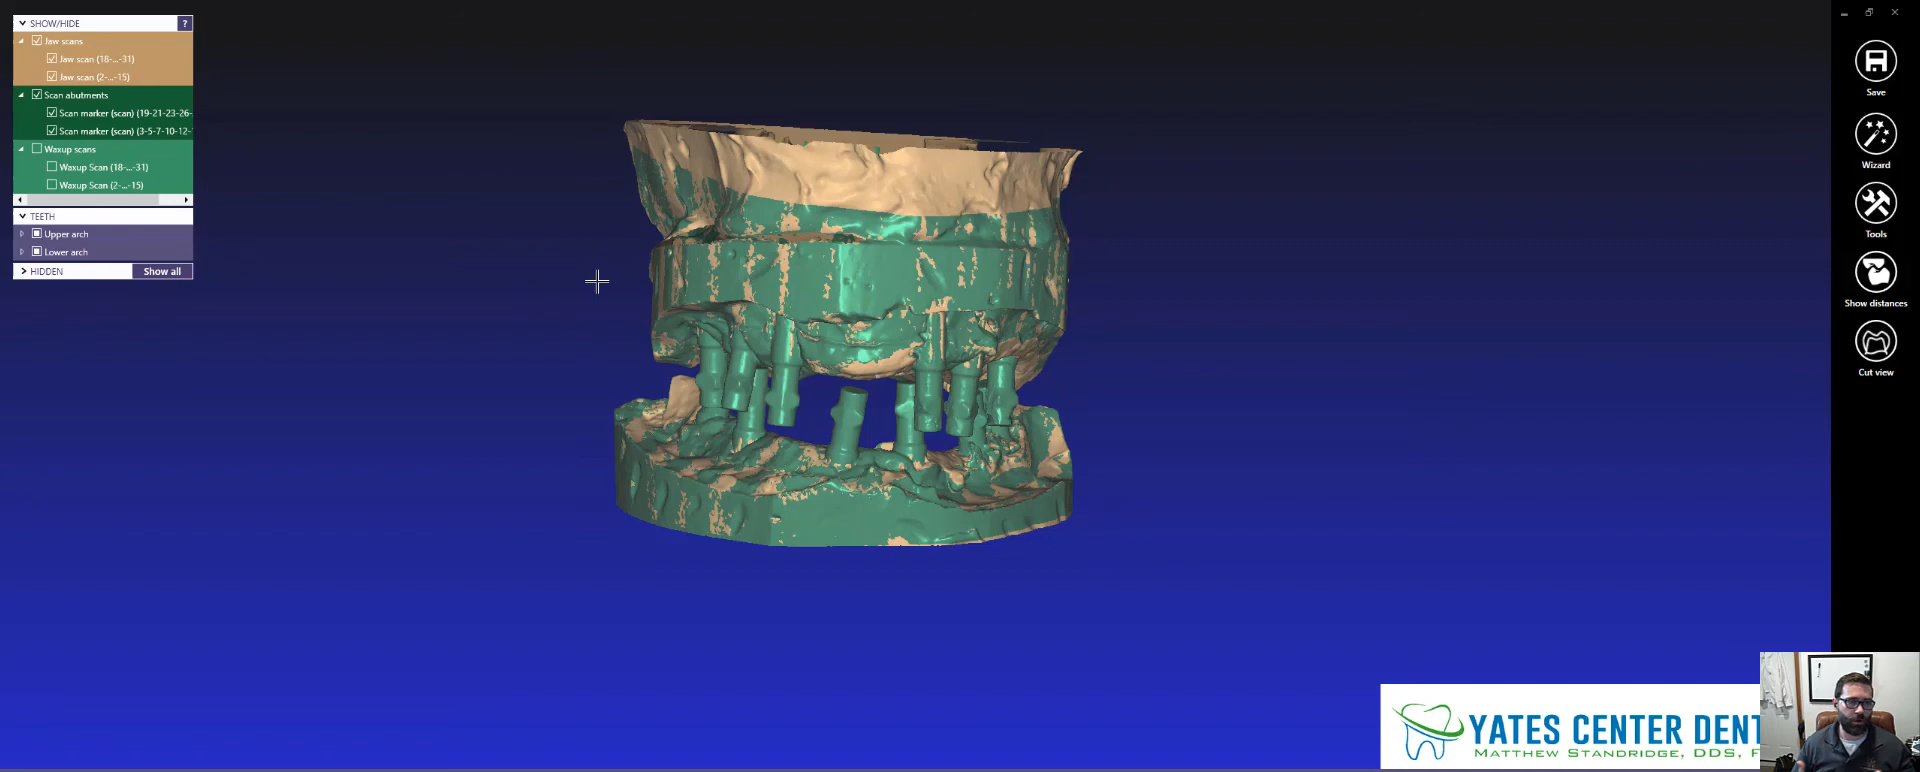 SHOW/HIDE
?
Jaw scans
Jaw scan (18-...-31)
Jaw scan (2-...-15)
Scan abutments
Scan marker (scan) (19-21-23-26-
Scan marker (scan) (3-5-7-10-12-
Waxup scans
Waxup Scan (18-...-31)
Waxup Scan (2-...-15)
TEETH
Upper arch
Lower arch
HIDDEN
Show all
Save
Wizard
Tools
Show distances
Cut view
YATES CENTER DENT
MATTHEW STANDRIDGE, DDS, F